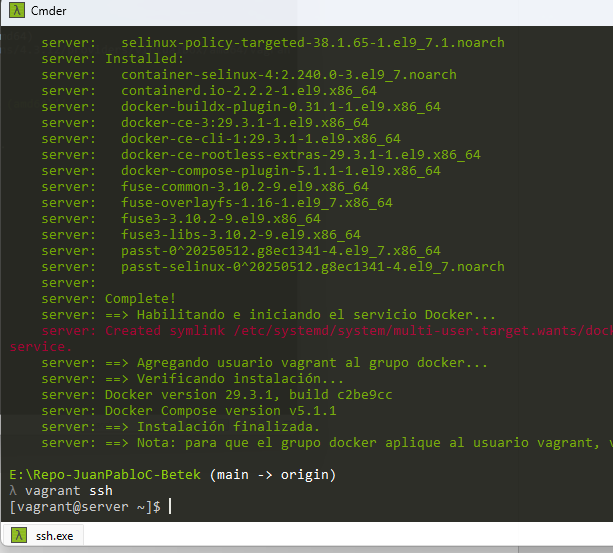 λ Cmder
server: selinux-policy-targeted-38.1.65-1.el9_7.1.noarch
server: Installed:
server: container-selinux-4:2.240.0-3.el9_7.noarch
server: containerd.io-2.2.2-1.el9.x86_64
server: docker-buildx-plugin-0.31.1-1.el9.x86_64
server: docker-ce-3:29.3.1-1.el9.x86_64
server: docker-ce-cli-1:29.3.1-1.el9.x86_64
server: docker-ce-rootless-extras-29.3.1-1.el9.x86_64
server: docker-compose-plugin-5.1.1-1.el9.x86_64
server: fuse-common-3.10.2-9.el9.x86_64
server: fuse-overlayfs-1.16-1.el9_7.x86_64
server: fuse3-3.10.2-9.el9.x86_64
server: fuse3-libs-3.10.2-9.el9.x86_64
server: passt-0^20250512.g8ec1341-4.el9_7.x86_64
server: passt-selinux-0^20250512.g8ec1341-4.el9_7.noarch
server:
server: Complete!
server: ==> Habilitando e iniciando el servicio Docker...
server: Created symlink /etc/systemd/system/multi-user.target.wants/doc
service.
server: ==> Agregando usuario vagrant al grupo docker...
server: ==> Verificando instalación...
server: Docker version 29.3.1, build c2be9cc
server: Docker Compose version v5.1.1
server: ==> Instalación finalizada.
server: ==> Nota: para que el grupo docker aplique al usuario vagrant, v
E:\Repo-JuanPabloC-Betek (main -> origin)
λ vagrant ssh
[vagrant@server ~]$
λ ssh.exe